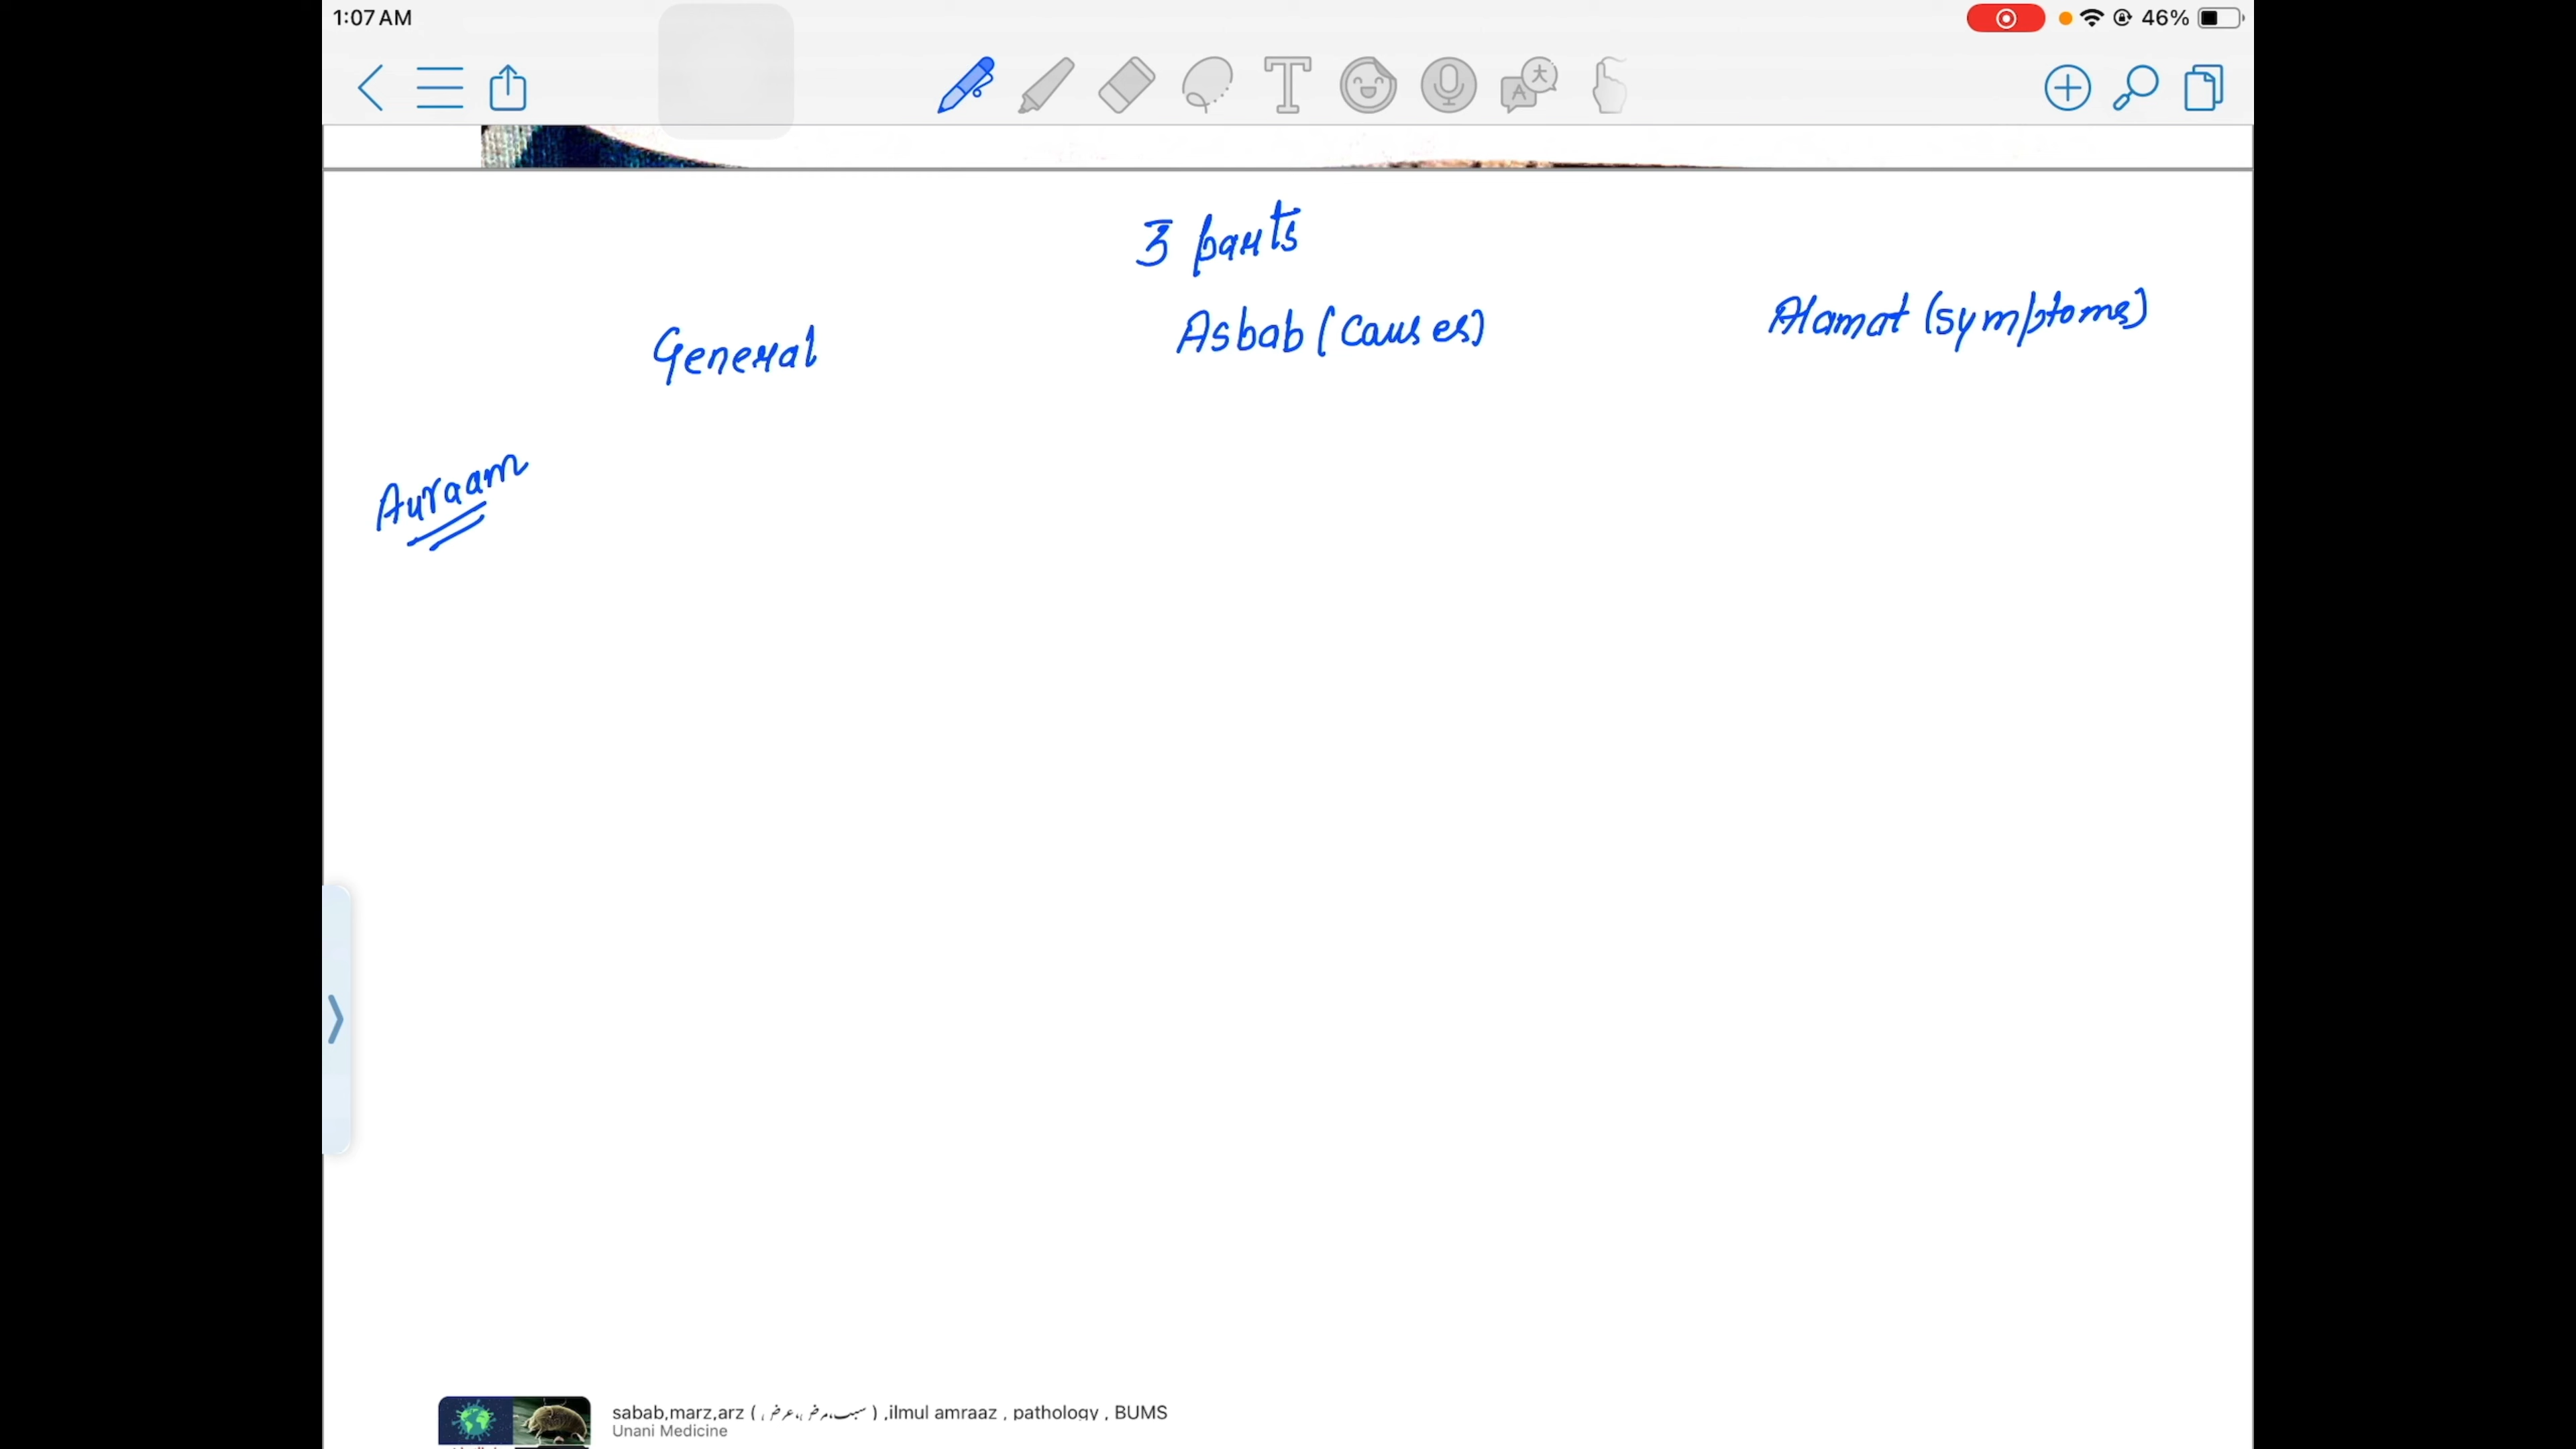 1:07 AM
46%
3 parts
General
Asbab (causes)
Alamat (symptoms)
Auraam
sabab,marz,arz ( سبب،مرض،عرض ) ,ilmul amraaz , pathology , BUMS
Unani Medicine